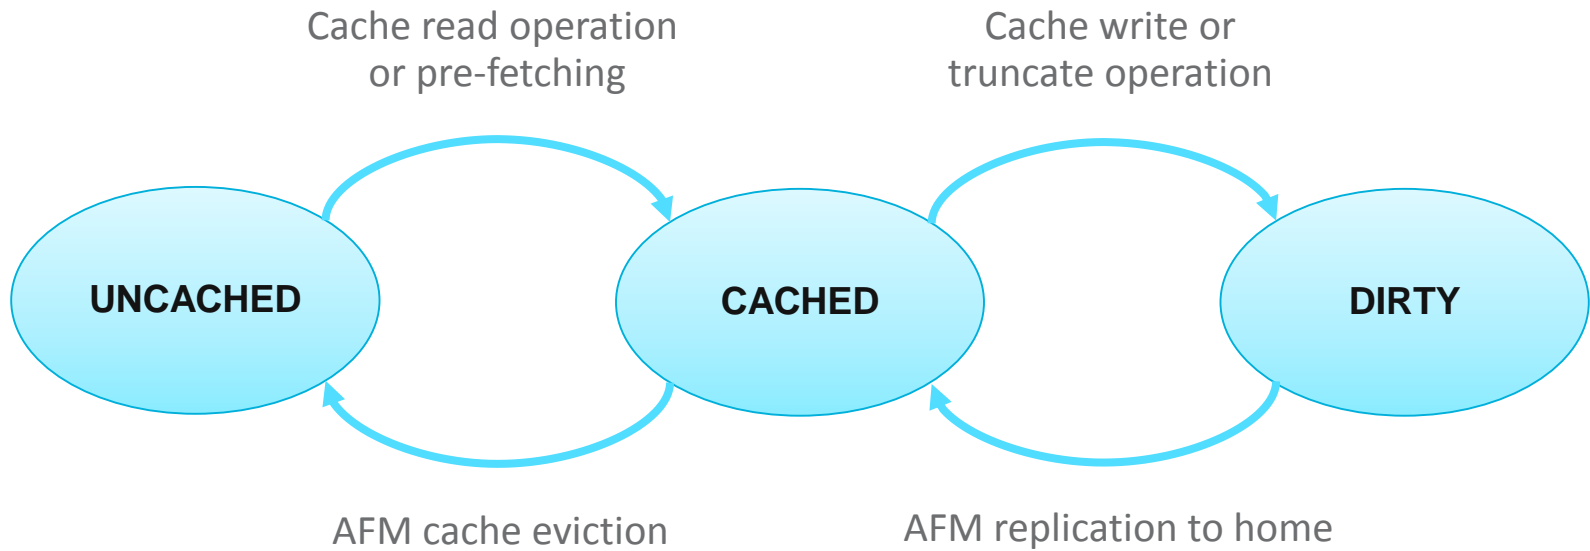 Cache read operation
or pre-fetching
Cache write or
truncate operation
UNCACHED
CACHED
DIRTY
AFM cache eviction
AFM replication to home